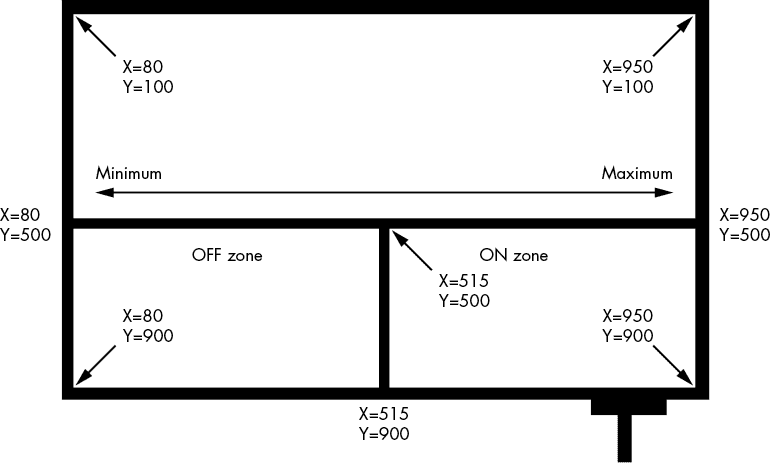 X=80
Y=100
X=950
Y=100
Minimum
Maximum
X=80
Y=500
X=950
Y=500
OFF zone
ON zone
X=515
Y=500
X=80
Y=900
X=950
Y=900
X=515
Y=900